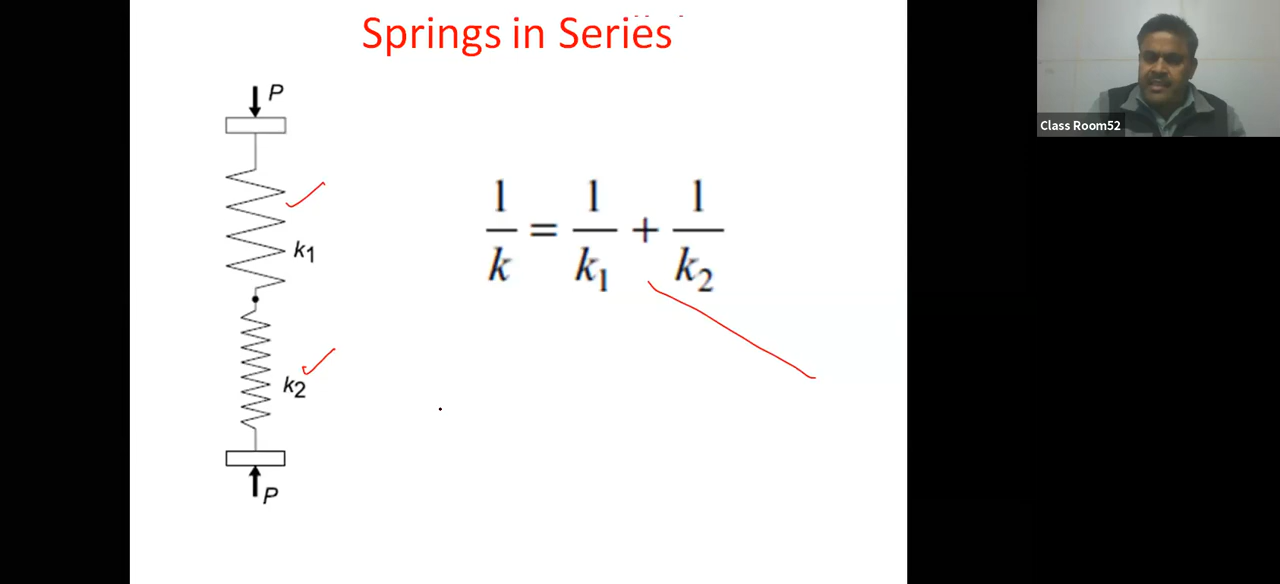 Springs in Series
P
k1
k2
P
1/k = 1/k1 + 1/k2
Class Room52